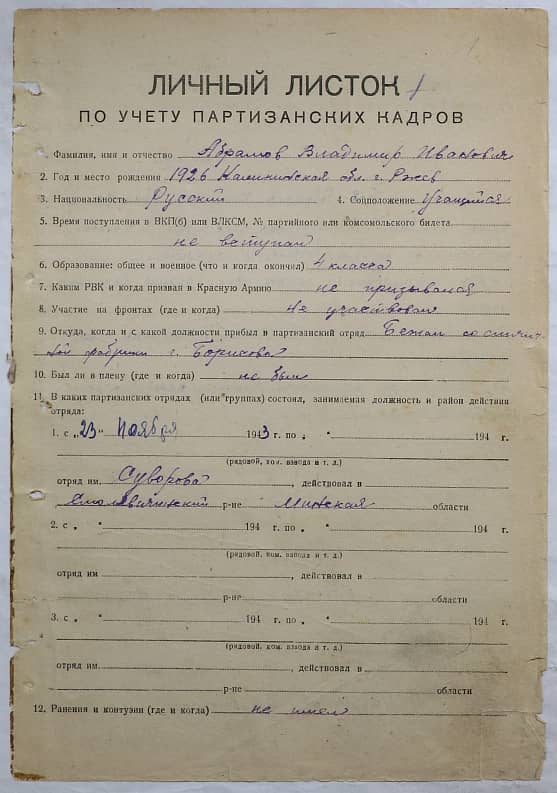 ЛИЧНЫЙ ЛИСТОК
ПО УЧЕТУ ПАРТИЗАНСКИХ КАДРОВ
1. Фамилия, имя и отчество Абрамов Владимир Иванович
2. Год и место рождения 1926 Калининская обл. г. Ржев
3. Национальность Русский 4. Соцположение Учащийся
5. Время поступления в ВКП(б) или ВЛКСМ, № партийного или комсомольского билета
не вступал
6. Образование: общее и военное (что и когда окончил) 4 класса
7. Каким РВК и когда призван в Красную Армию не призывался
8. Участие на фронтах (где и когда) Не участвовал
9. Откуда, когда и с какой должности прибыл в партизанский отряд Бежал со спичеч-
ной фабрики г. Борисова
10. Был ли в плену (где и когда) не был
11. В каких партизанских отрядах (или группах) состоял, занимаемая должность и район действия
отряда:
1. с „23" Ноября 1943 г. по „ " 194 г.
(рядовой, ком. взвода и т. д.)
отряд им. Суворова, действовал в
Смолевичский р-не Минская области
2. с „ " 194 г. по „ " 194 г.
(рядовой, ком. взвода и т. д.)
отряд им , действовал в
р-не области
3. с „ " 194 г. по „ " 194 г.
(рядовой, ком. взвода и т. д.)
отряд им. , действовал в
р-не области
12. Ранения и контузии (где и когда) не имел